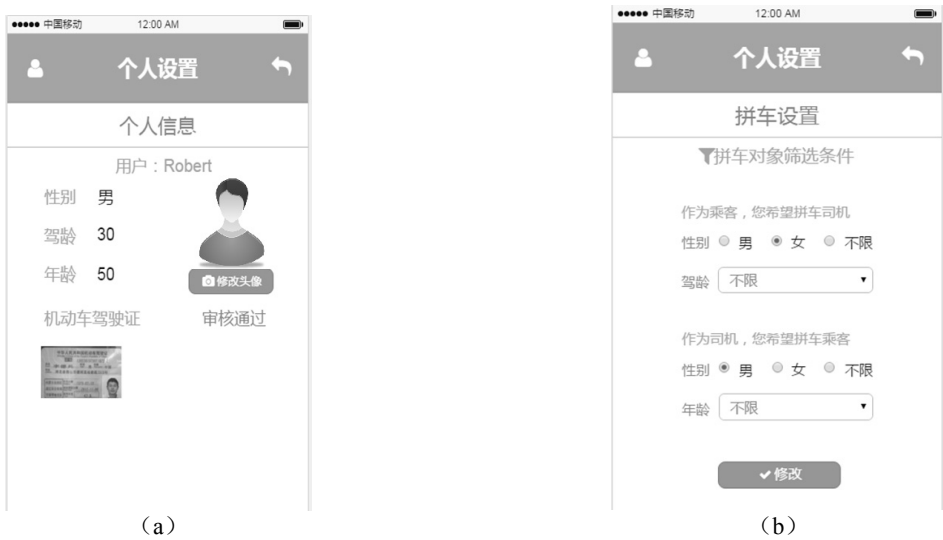 中国移动 12:00 AM
个人设置
个人信息
用户：Robert
性别 男
驾龄 30
年龄 50
修改头像
机动车驾驶证 审核通过
（a）
中国移动 12:00 AM
个人设置
拼车设置
拼车对象筛选条件
作为乘客，您希望拼车司机
性别 男 女 不限
驾龄 不限
作为司机，您希望拼车乘客
性别 男 女 不限
年龄 不限
修改
（b）